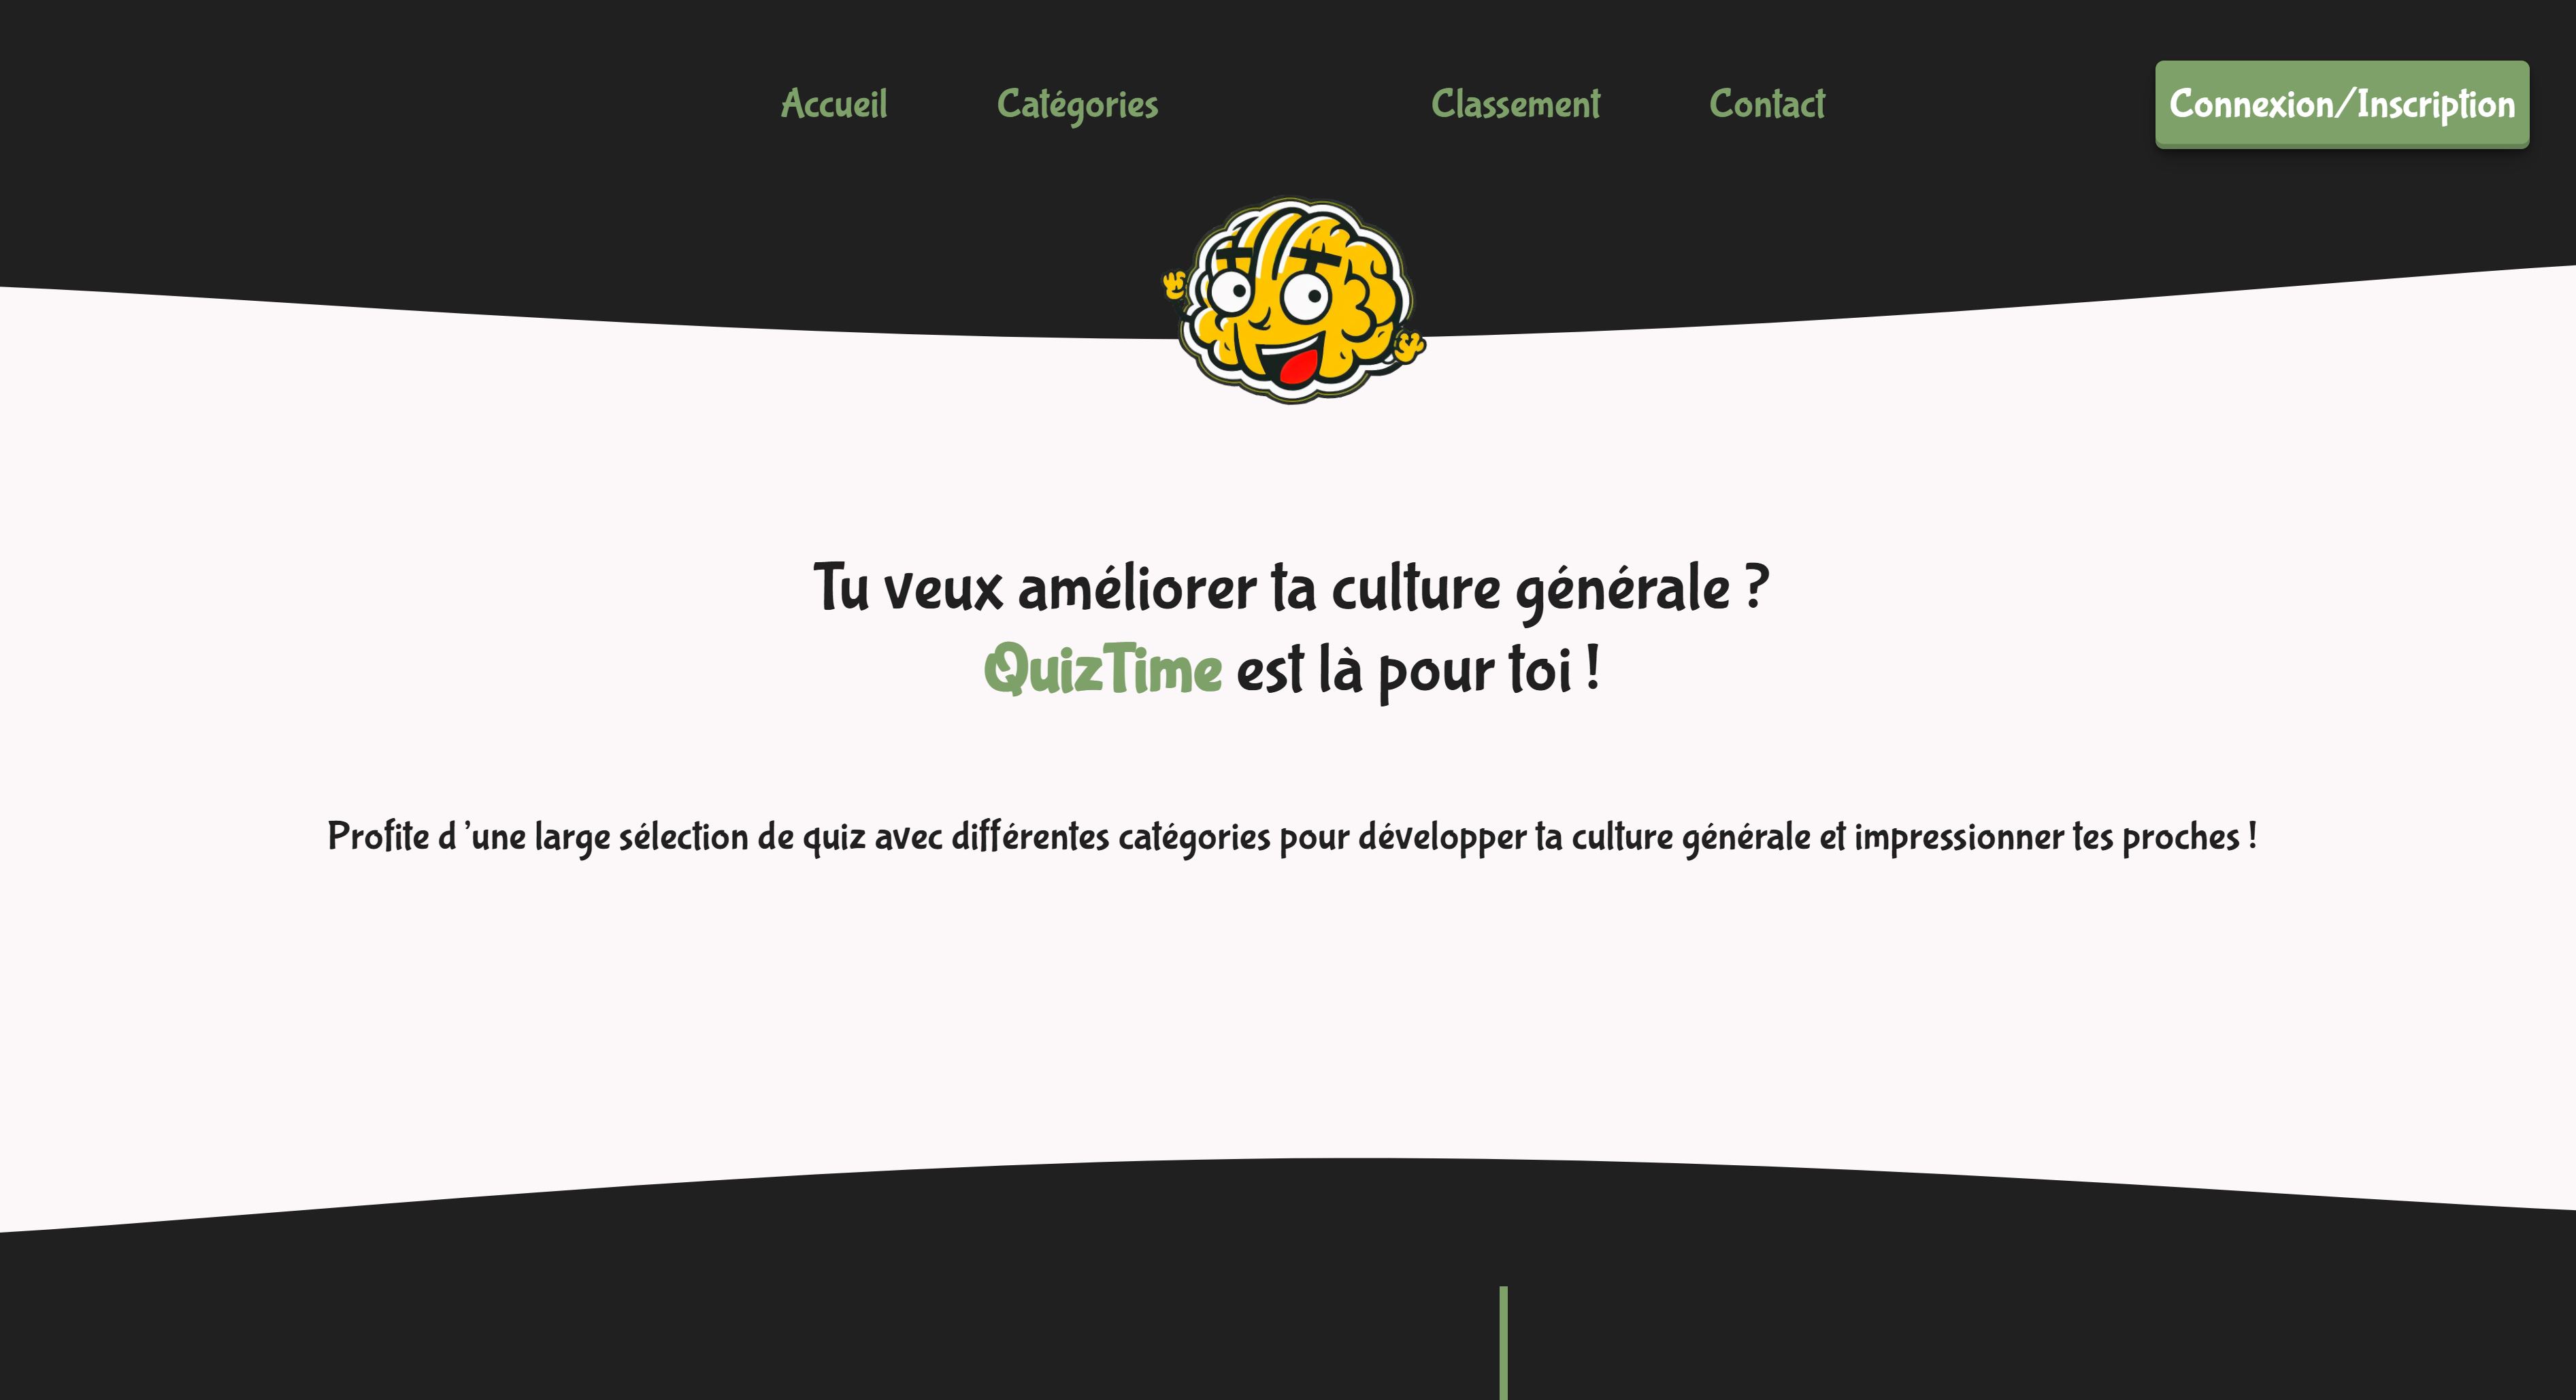 Accueil
Catégories
Classement
Contact
Connexion/Inscription
Tu veux améliorer ta culture générale ?
QuizTime est là pour toi !
Profite d ’une large sélection de quiz avec différentes catégories pour développer ta culture générale et impressionner tes proches !